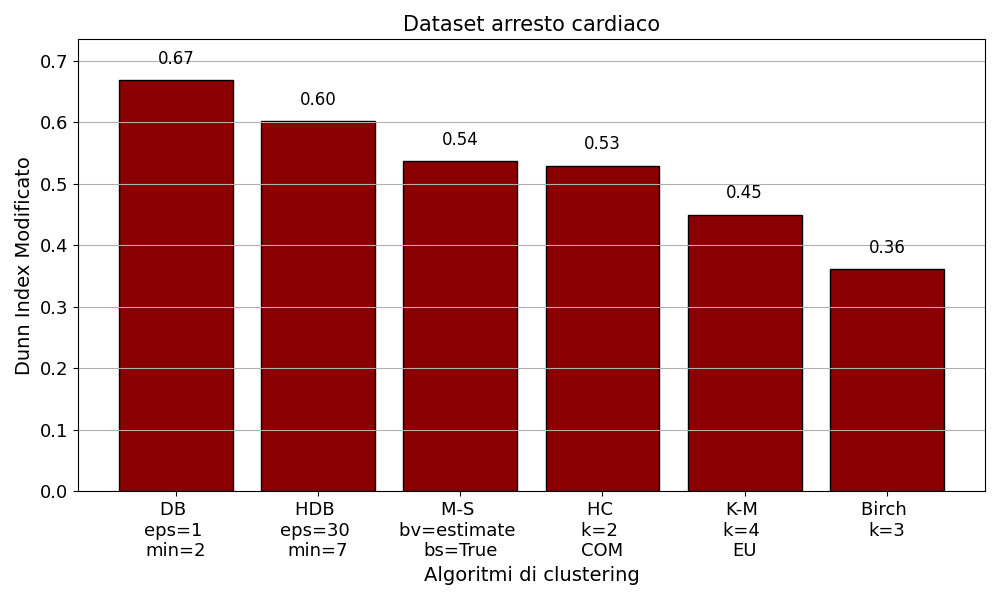 Dataset arresto cardiaco
Dunn Index Modificato
0.7
0.6
0.5
0.4
0.3
0.2
0.1
0.0
0.67
0.60
0.54
0.53
0.45
0.36
DB
eps=1
min=2
HDB
eps=30
min=7
M-S
bv=estimate
bs=True
HC
k=2
COM
K-M
k=4
EU
Birch
k=3
Algoritmi di clustering